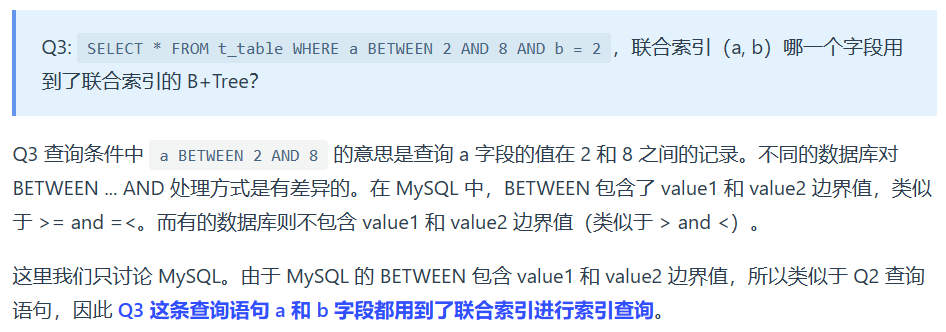 Q3: SELECT * FROM t_table WHERE a BETWEEN 2 AND 8 AND b = 2，联合索引（a, b）哪一个字段用
到了联合索引的 B+Tree？
Q3 查询条件中 a BETWEEN 2 AND 8 的意思是查询 a 字段的值在 2 和 8 之间的记录。不同的数据库对
BETWEEN ... AND 处理方式是有差异的。在 MySQL 中，BETWEEN 包含了 value1 和 value2 边界值，类似
于 >= and =<。而有的数据库则不包含 value1 和 value2 边界值（类似于 > and <）。
这里我们只讨论 MySQL。由于 MySQL 的 BETWEEN 包含 value1 和 value2 边界值，所以类似于 Q2 查询
语句，因此 Q3 这条查询语句 a 和 b 字段都用到了联合索引进行索引查询。